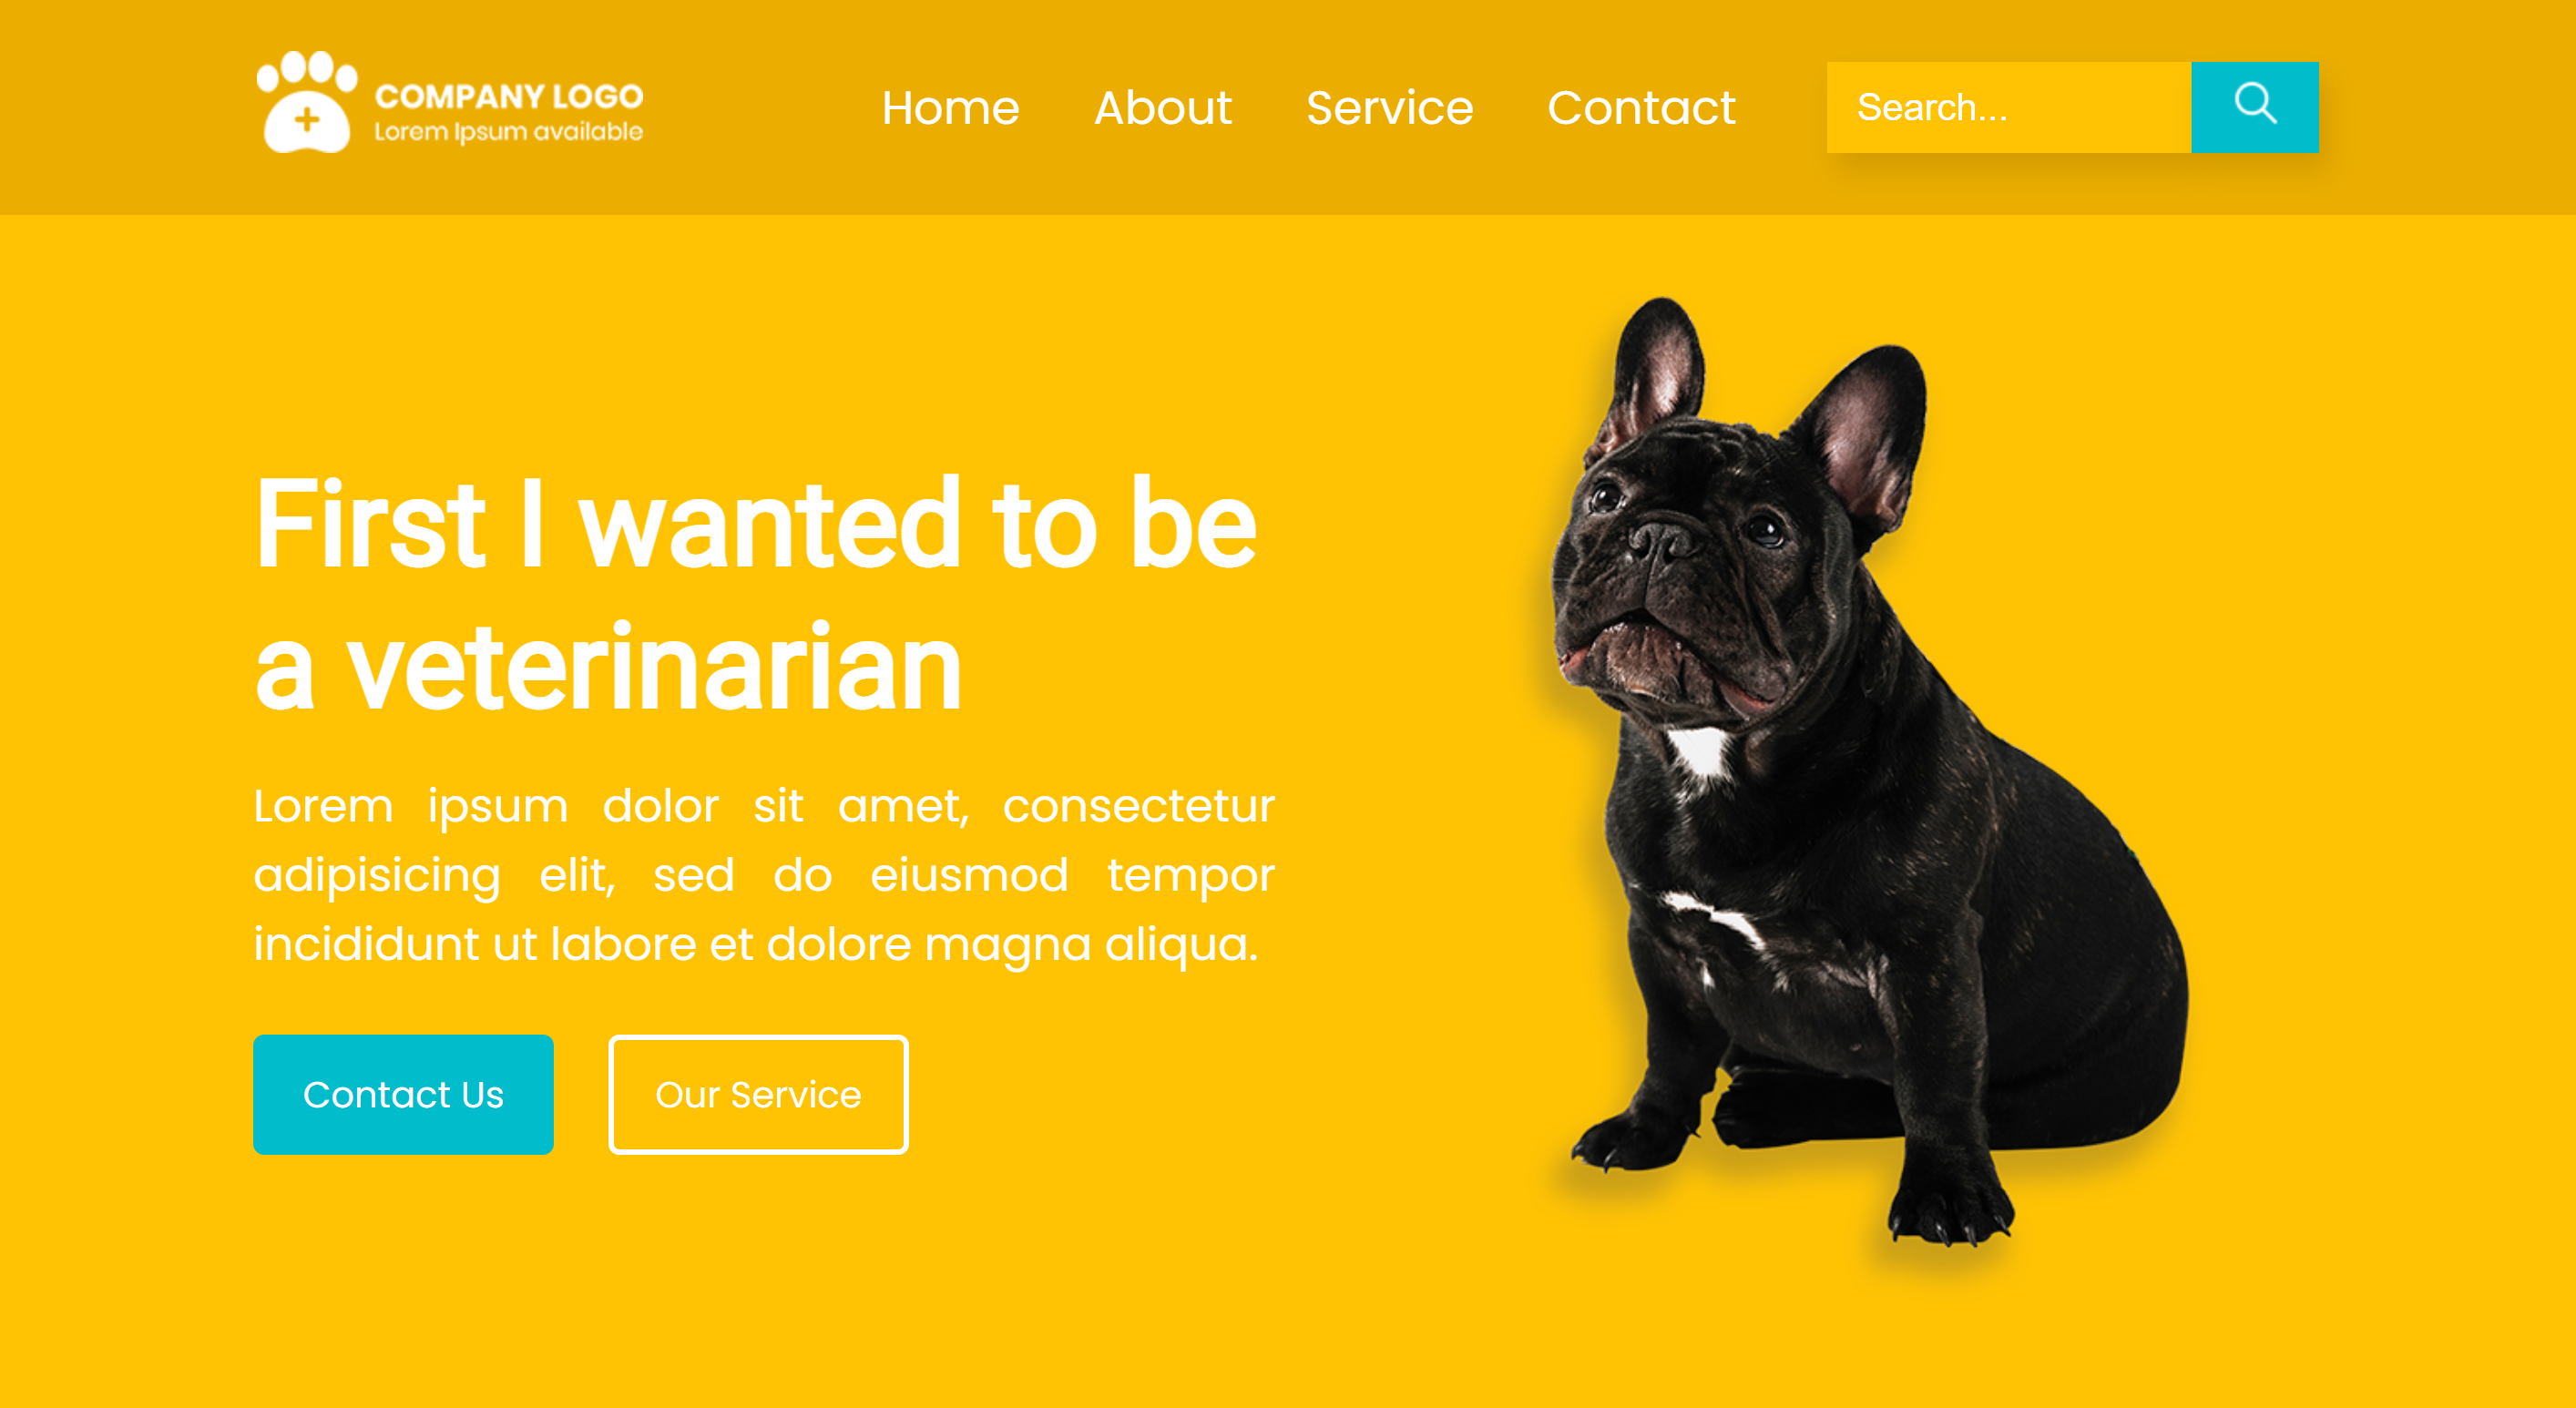 COMPANY LOGO
Lorem Ipsum available
Home About Service Contact Search...
First I wanted to be
a veterinarian
Lorem ipsum dolor sit amet, consectetur
adipisicing elit, sed do eiusmod tempor
incididunt ut labore et dolore magna aliqua.
Contact Us Our Service